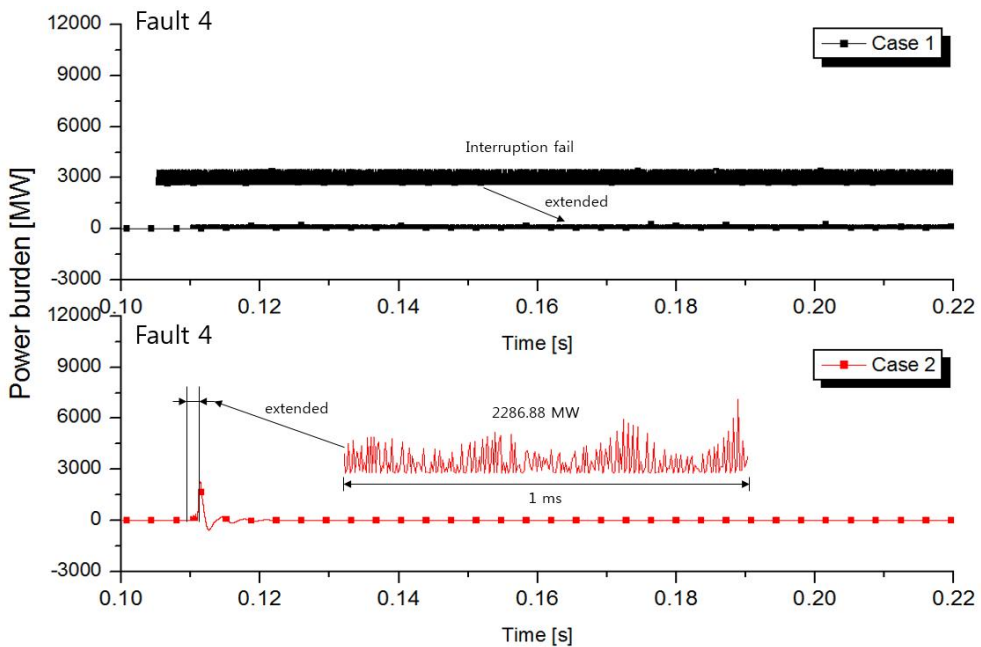 Power burden [MW]
Fault 4
Case 1
12000
9000
6000
3000
0
-3000
Interruption fail
extended
0.10 0.12 0.14 0.16 0.18 0.20 0.22
Time [s]
Fault 4
Case 2
12000
9000
6000
3000
0
-3000
extended
2286.88 MW
1 ms
0.10 0.12 0.14 0.16 0.18 0.20 0.22
Time [s]